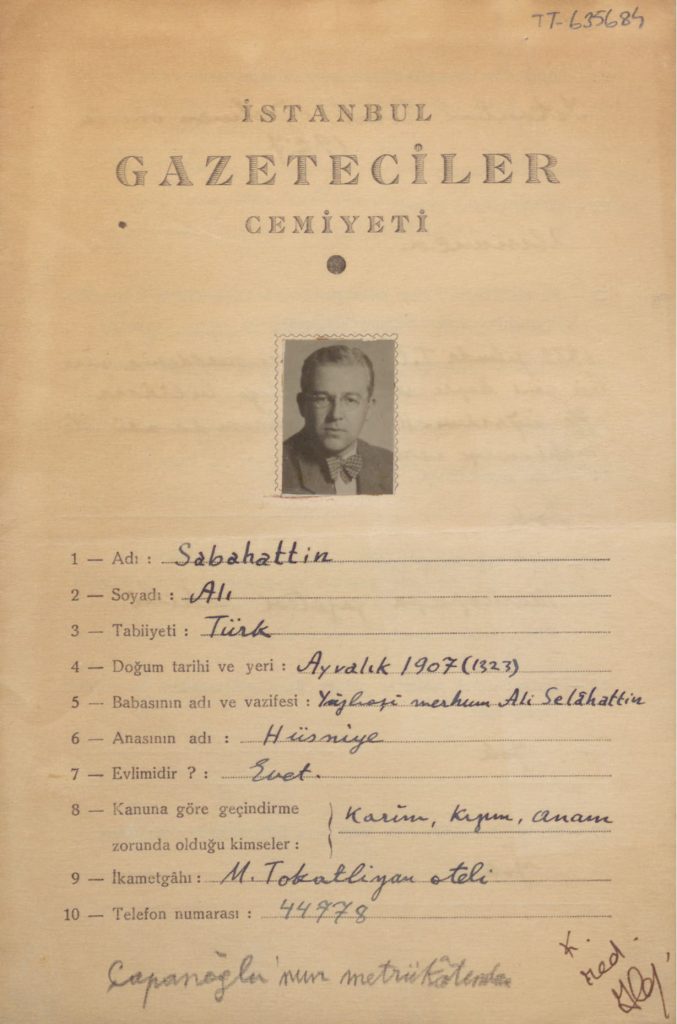 TT-635684
İSTANBUL
GAZETECİLER
CEMİYETİ
1 — Adı : Sabahattin
2 — Soyadı : Ali
3 — Tabiiyeti : Türk
4 — Doğum tarihi ve yeri : Ayvalık 1907 (1323)
5 — Babasının adı ve vazifesi : Yüzbaşı merhum Ali Selâhattin
6 — Anasının adı : Hüsniye
7 — Evlimidir ? : Evet.
8 — Kanuna göre geçindirme zorunda olduğu kimseler : Karım, kızım, anam
9 — İkametgâhı : M. Tokatliyan oteli
10 — Telefon numarası : 44978
Çapanoğlu'nun metrûkâtından